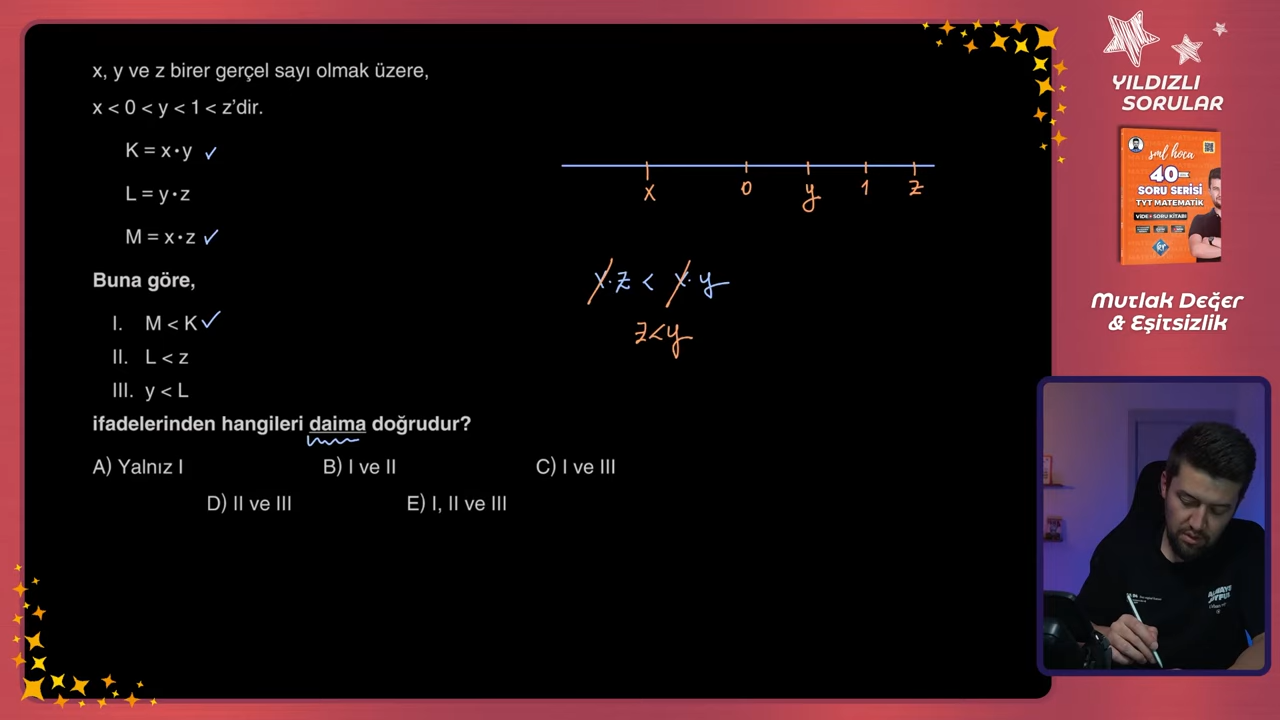 x, y ve z birer gerçel sayı olmak üzere,
x < 0 < y < 1 < z'dir.
K = x·y ✓
L = y·z
M = x·z ✓
Buna göre,
I. M < K ✓
II. L < z
III. y < L
ifadelerinden hangileri daima doğrudur?
A) Yalnız I B) I ve II C) I ve III
D) II ve III E) I, II ve III
x 0 y 1 z
x·z < x·y
z<y
YILDIZLI
SORULAR
sml hoca
40
SORU SERİSİ
TYT MATEMATİK
Mutlak Değer
& Eşitsizlik